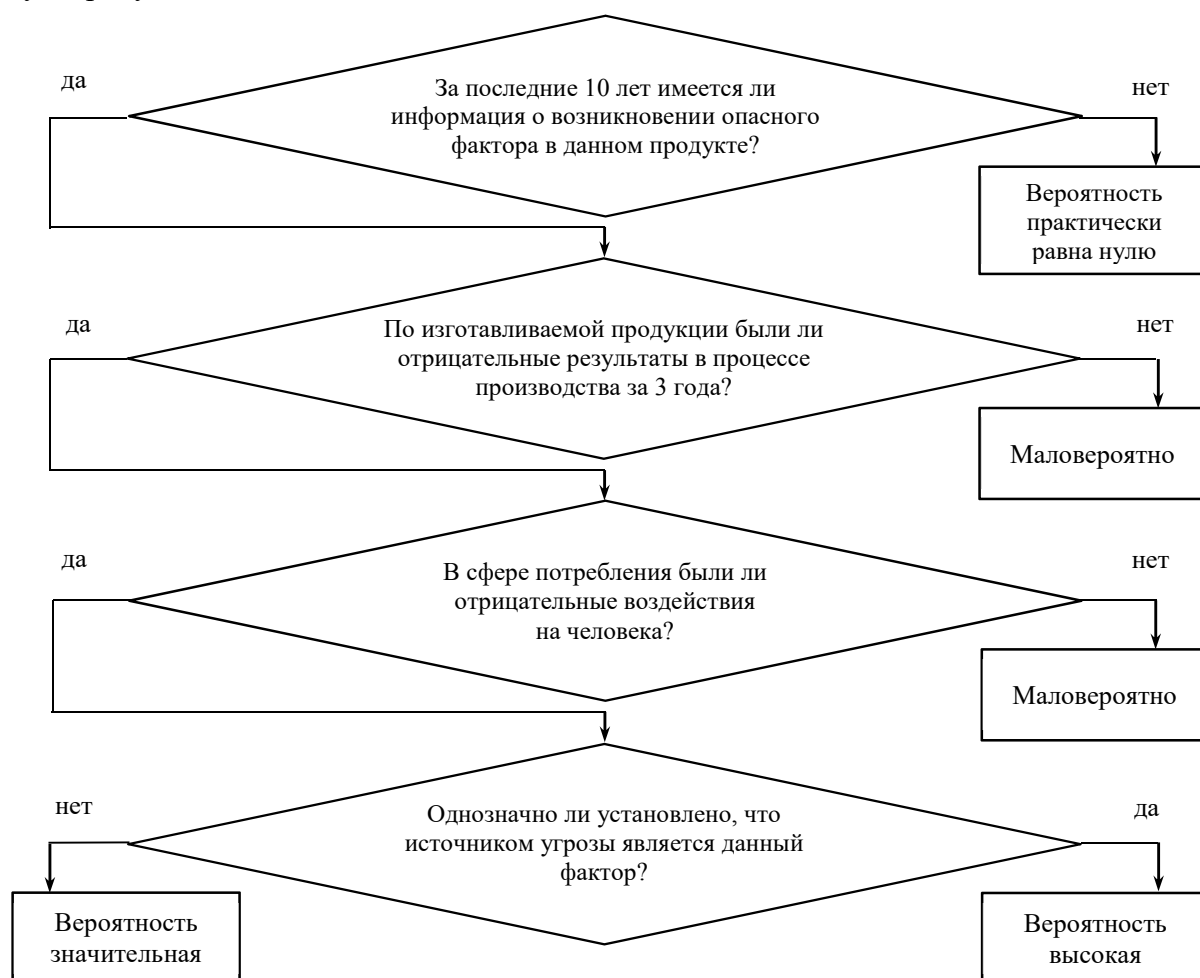 да
За последние 10 лет имеется ли
информация о возникновении опасного
фактора в данном продукте?
нет
Вероятность
практически
равна нулю
да
По изготавливаемой продукции были ли
отрицательные результаты в процессе
производства за 3 года?
нет
Маловероятно
да
В сфере потребления были ли
отрицательные воздействия
на человека?
нет
Маловероятно
нет
Однозначно ли установлено, что
источником угрозы является данный
фактор?
да
Вероятность
значительная
Вероятность
высокая